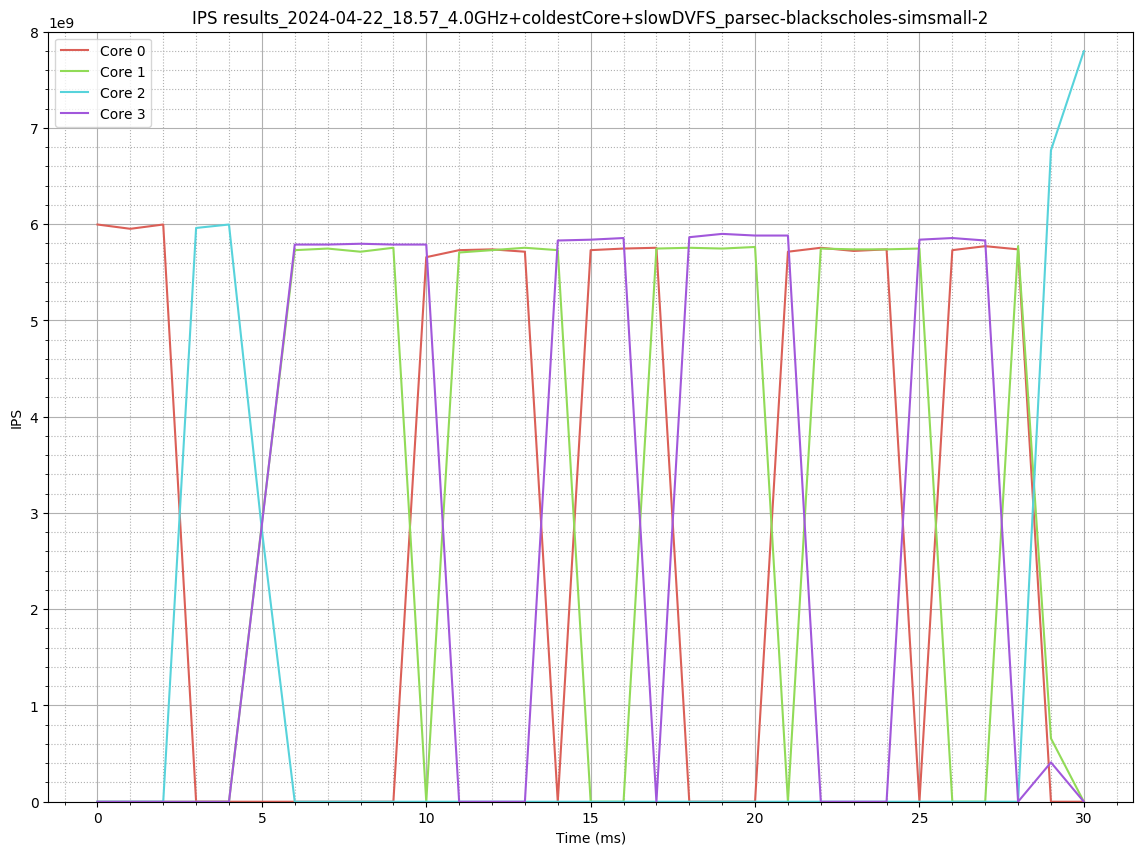 IPS results_2024-04-22_18.57_4.0GHz+coldestCore+slowDVFS_parsec-blackscholes-simsmall-2
1e9
8
7
6
5
4
3
2
1
0
IPS
Core 0
Core 1
Core 2
Core 3
0 5 10 15 20 25 30
Time (ms)